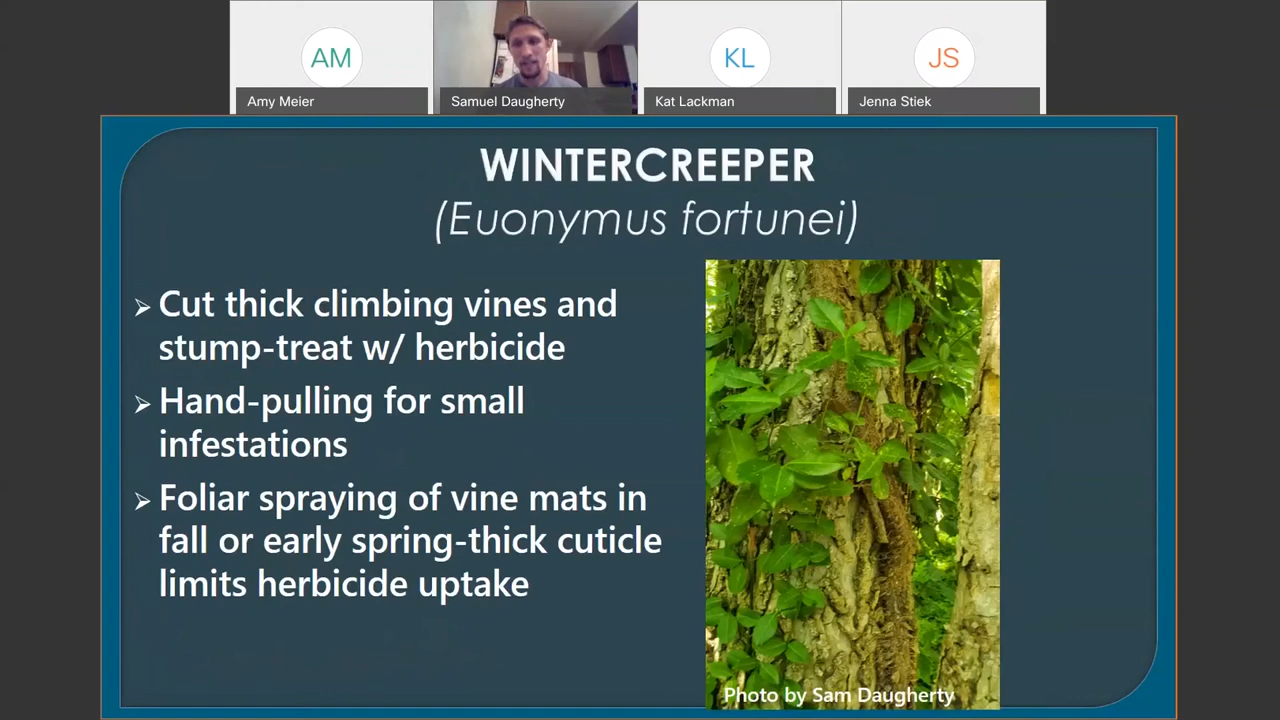 AM
KL
JS
Amy Meier
Samuel Daugherty
Kat Lackman
Jenna Stiek
WINTERCREEPER
(Euonymus fortunei)
➢ Cut thick climbing vines and
stump-treat w/ herbicide
➢ Hand-pulling for small
infestations
➢ Foliar spraying of vine mats in
fall or early spring-thick cuticle
limits herbicide uptake
Photo by Sam Daugherty